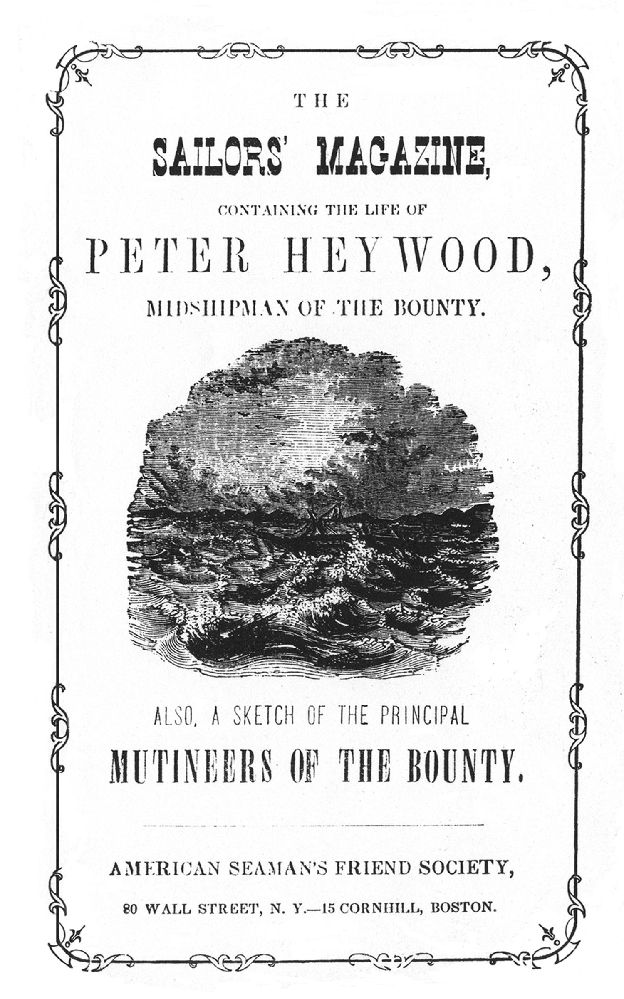 THE
SAILORS' MAGAZINE,
CONTAINING THE LIFE OF
PETER HEYWOOD,
MIDSHIPMAN OF THE BOUNTY.
ALSO, A SKETCH OF THE PRINCIPAL
MUTINEERS OF THE BOUNTY.
AMERICAN SEAMAN'S FRIEND SOCIETY,
80 WALL STREET, N. Y.—15 CORNHILL, BOSTON.